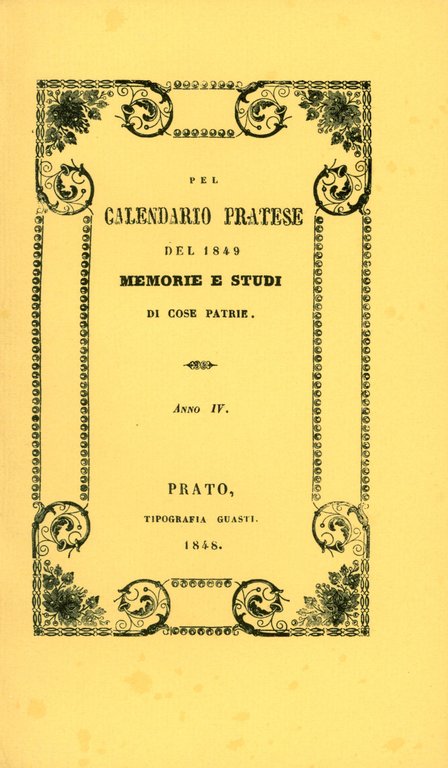 PEL
CALENDARIO PRATESE
DEL 1849
MEMORIE E STUDI
DI COSE PATRIE.
ANNO IV.
PRATO,
TIPOGRAFIA GUASTI.
1848.